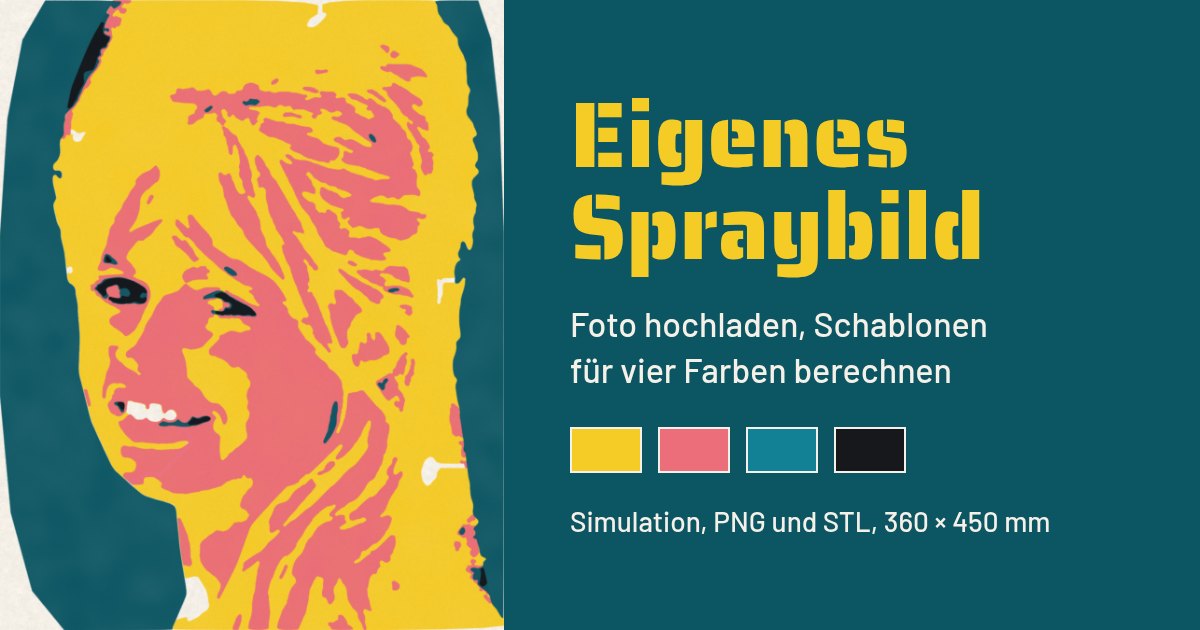 Eigenes
Spraybild
Foto hochladen, Schablonen
für vier Farben berechnen
Simulation, PNG und STL, 360 × 450 mm